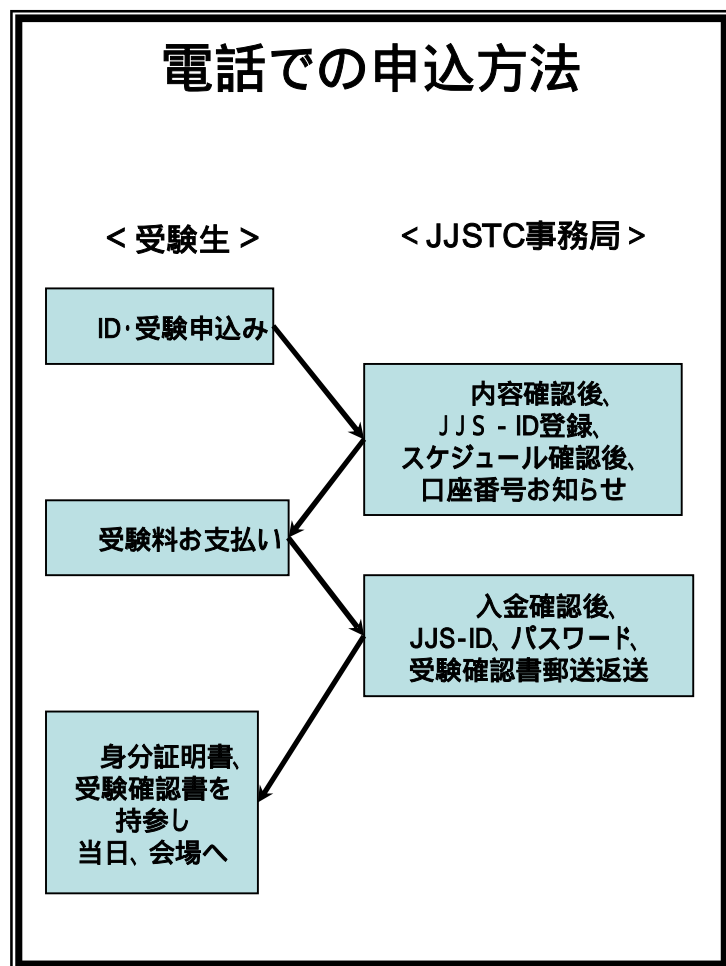 電話での申込方法
＜受験生＞
＜JJSTC事務局＞
ID・受験申込み
内容確認後、
ＪＪＳ - ID登録、
スケジュール確認後、
口座番号お知らせ
受験料お支払い
入金確認後、
JJS-ID、パスワード、
受験確認書郵送返送
身分証明書、
受験確認書を
持参し
当日、会場へ